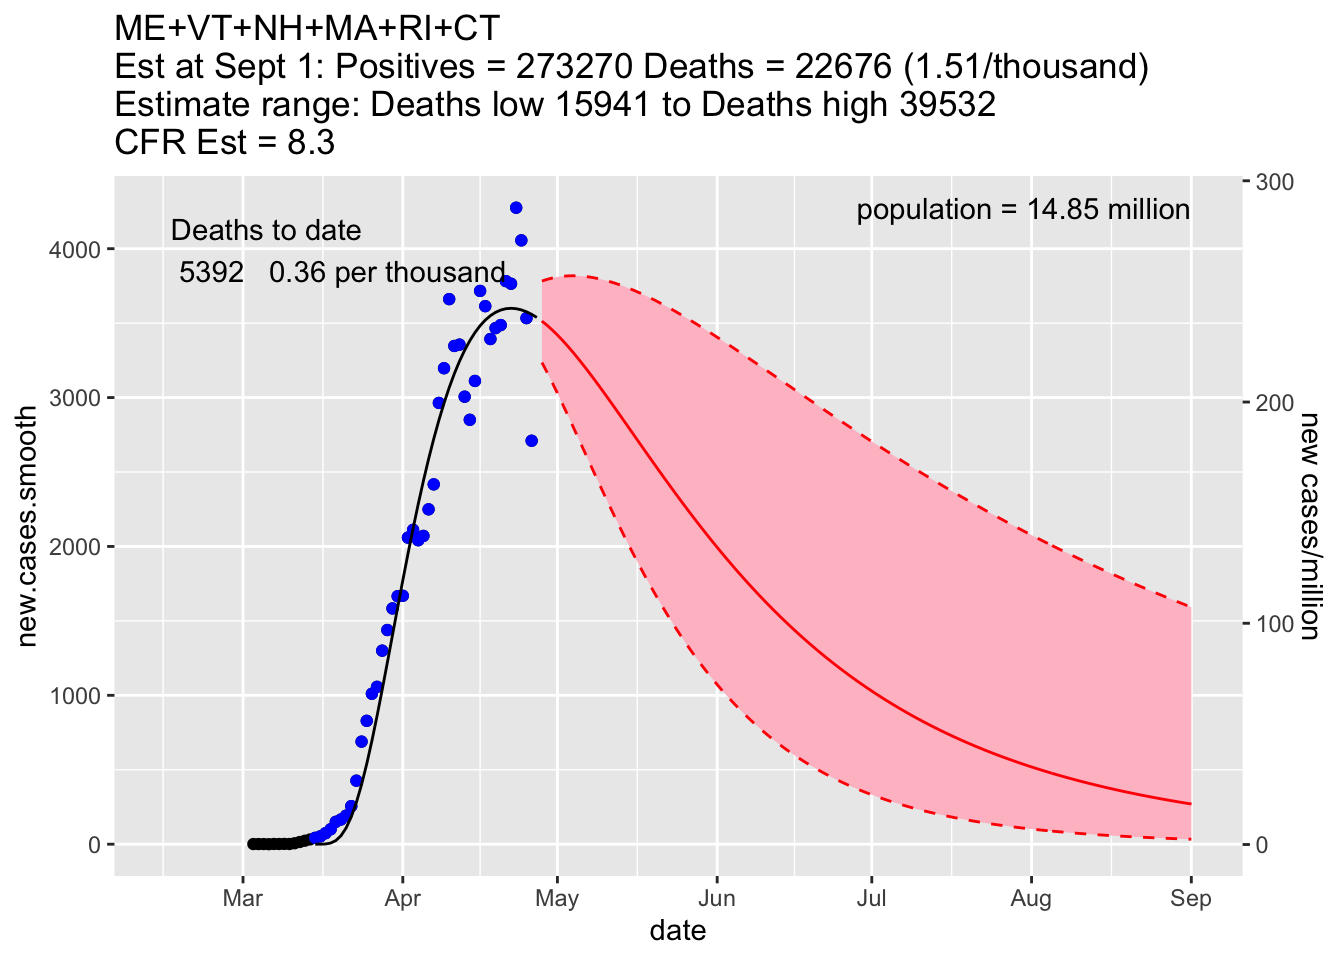 ME+VT+NH+MA+RI+CT
Est at Sept 1: Positives = 273270 Deaths = 22676 (1.51/thousand)
Estimate range: Deaths low 15941 to Deaths high 39532
CFR Est = 8.3
Deaths to date
5392 0.36 per thousand
population = 14.85 million
new.cases.smooth
4000
3000
2000
1000
0
300
200
100
0
new cases/million
Mar Apr May Jun Jul Aug Sep
date